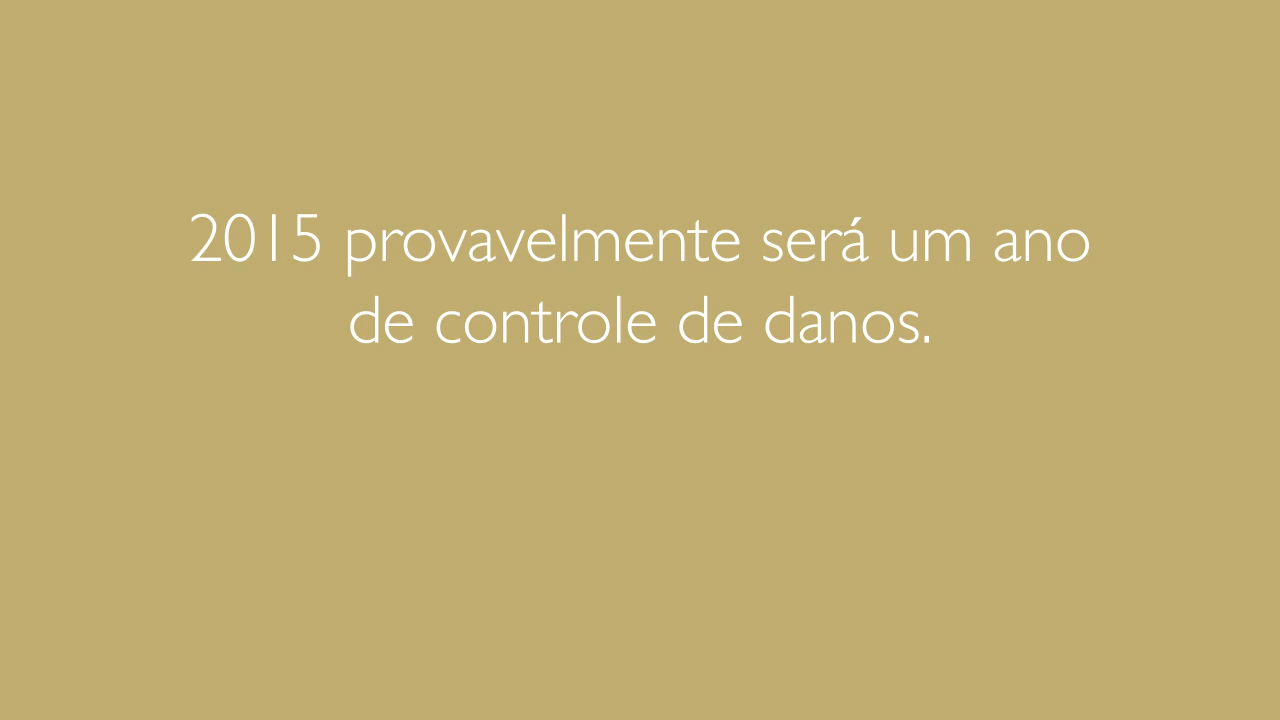 2015 provavelmente será um ano
de controle de danos.